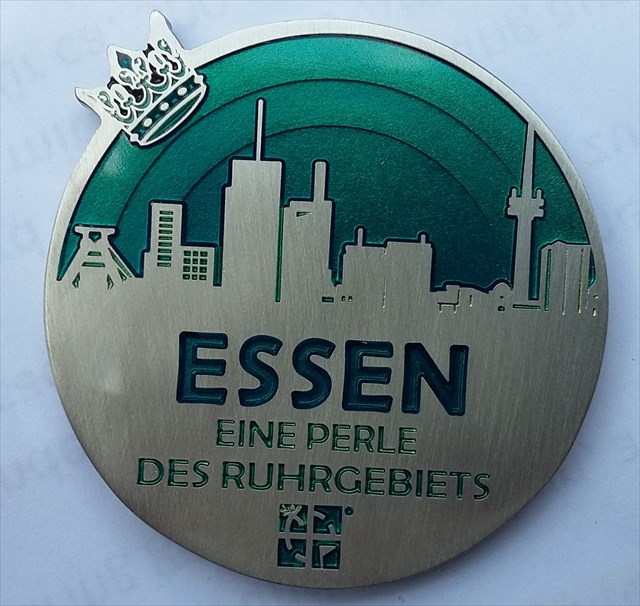 ESSEN
EINE PERLE
DES RUHRGEBIETS
®